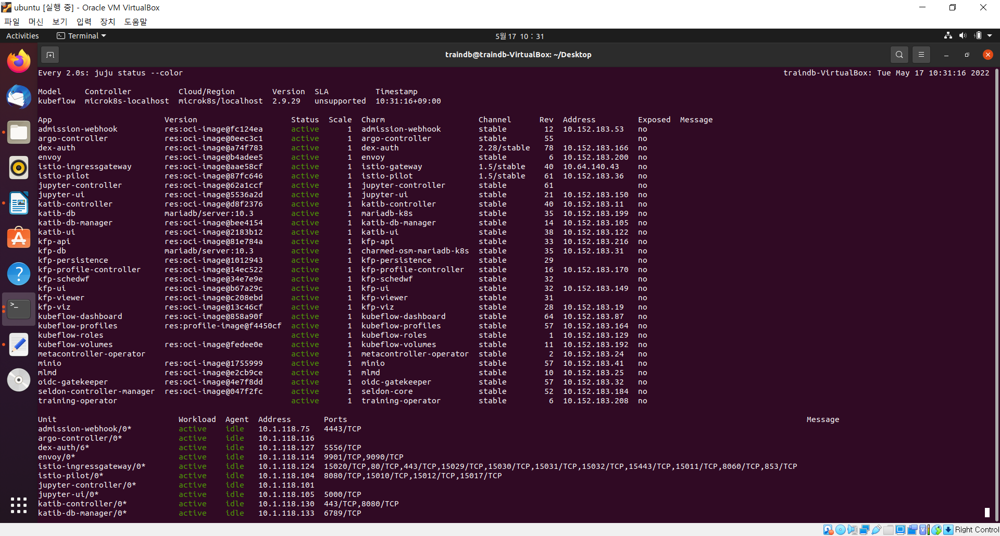 ubuntu [실행 중] - Oracle VM VirtualBox
파일 머신 보기 입력 장치 도움말
Activities Terminal 5월 17 10 : 31
traindb@traindb-VirtualBox: ~/Desktop
Every 2.0s: juju status --color traindb-VirtualBox: Tue May 17 10:31:16 2022
Model Controller Cloud/Region Version SLA Timestamp
kubeflow microk8s-localhost microk8s/localhost 2.9.29 unsupported 10:31:16+09:00
App Version Status Scale Charm Channel Rev Address Exposed Message
admission-webhook res:oci-image@fc124ea active 1 admission-webhook stable 12 10.152.183.53 no
argo-controller res:oci-image@0eec3c1 active 1 argo-controller stable 55 no
dex-auth res:oci-image@a74f783 active 1 dex-auth 2.28/stable 78 10.152.183.166 no
envoy res:oci-image@b4adee5 active 1 envoy stable 6 10.152.183.200 no
istio-ingressgateway res:oci-image@aae58cf active 1 istio-gateway 1.5/stable 40 10.64.140.43 no
istio-pilot res:oci-image@87fc646 active 1 istio-pilot 1.5/stable 61 10.152.183.36 no
jupyter-controller res:oci-image@62a1ccf active 1 jupyter-controller stable 61 no
jupyter-ui res:oci-image@5536a2d active 1 jupyter-ui stable 21 10.152.183.150 no
katib-controller res:oci-image@d8f2376 active 1 katib-controller stable 40 10.152.183.11 no
katib-db mariadb/server:10.3 active 1 mariadb-k8s stable 35 10.152.183.199 no
katib-db-manager res:oci-image@bee4154 active 1 katib-db-manager stable 14 10.152.183.105 no
katib-ui res:oci-image@2183b12 active 1 katib-ui stable 38 10.152.183.122 no
kfp-api res:oci-image@81e784a active 1 kfp-api stable 33 10.152.183.216 no
kfp-db mariadb/server:10.3 active 1 charmed-osm-mariadb-k8s stable 35 10.152.183.31 no
kfp-persistence res:oci-image@1012943 active 1 kfp-persistence stable 29 no
kfp-profile-controller res:oci-image@14ec522 active 1 kfp-profile-controller stable 16 10.152.183.170 no
kfp-schedwf res:oci-image@34e7e9e active 1 kfp-schedwf stable 32 no
kfp-ui res:oci-image@b67a29c active 1 kfp-ui stable 32 10.152.183.149 no
kfp-viewer res:oci-image@c208ebd active 1 kfp-viewer stable 31 no
kfp-viz res:oci-image@13c46cf active 1 kfp-viz stable 28 10.152.183.19 no
kubeflow-dashboard res:oci-image@858a90f active 1 kubeflow-dashboard stable 64 10.152.183.87 no
kubeflow-profiles res:profile-image@f4450cf active 1 kubeflow-profiles stable 57 10.152.183.164 no
kubeflow-roles active 1 kubeflow-roles stable 1 10.152.183.129 no
kubeflow-volumes res:oci-image@fedee0e active 1 kubeflow-volumes stable 11 10.152.183.192 no
metacontroller-operator active 1 metacontroller-operator stable 2 10.152.183.24 no
minio res:oci-image@1755999 active 1 minio stable 57 10.152.183.41 no
mlmd res:oci-image@e2cb9ce active 1 mlmd stable 10 10.152.183.25 no
oidc-gatekeeper res:oci-image@4e7f8dd active 1 oidc-gatekeeper stable 57 10.152.183.32 no
seldon-controller-manager res:oci-image@047f2fc active 1 seldon-core stable 52 10.152.183.184 no
training-operator active 1 training-operator stable 6 10.152.183.208 no
Unit Workload Agent Address Ports Message
admission-webhook/0* active idle 10.1.118.75 4443/TCP
argo-controller/0* active idle 10.1.118.116
dex-auth/6* active idle 10.1.118.127 5556/TCP
envoy/0* active idle 10.1.118.114 9901/TCP,9090/TCP
istio-ingressgateway/0* active idle 10.1.118.124 15020/TCP,80/TCP,443/TCP,15029/TCP,15030/TCP,15031/TCP,15032/TCP,15443/TCP,15011/TCP,8060/TCP,853/TCP
istio-pilot/0* active idle 10.1.118.104 8080/TCP,15010/TCP,15012/TCP,15017/TCP
jupyter-controller/0* active idle 10.1.118.101
jupyter-ui/0* active idle 10.1.118.105 5000/TCP
katib-controller/0* active idle 10.1.118.130 443/TCP,8080/TCP
katib-db-manager/0* active idle 10.1.118.133 6789/TCP
Right Control